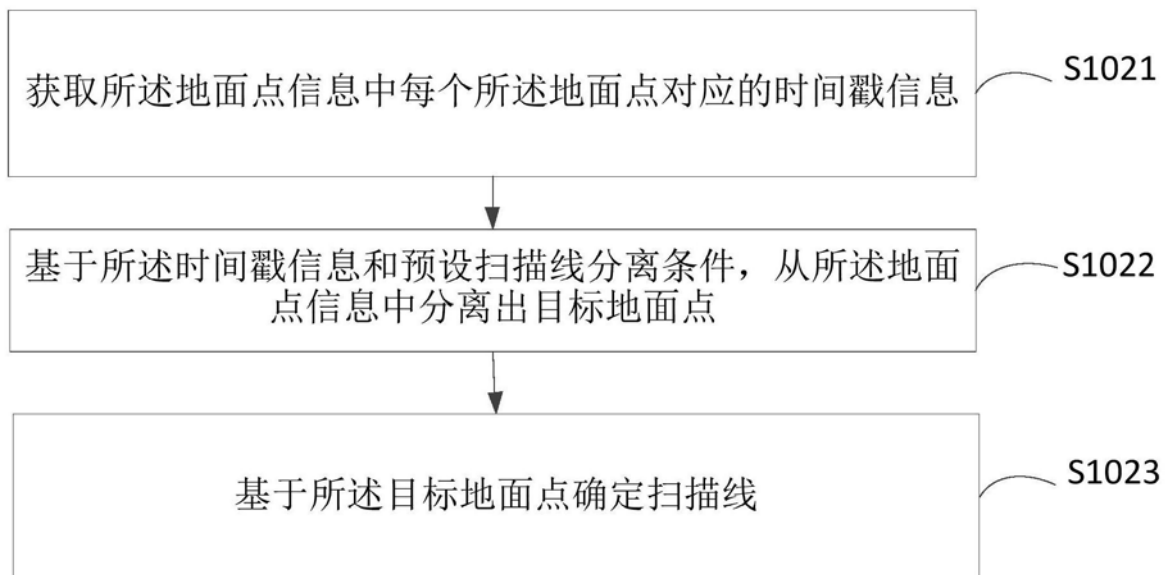 获取所述地面点信息中每个所述地面点对应的时间戳信息
S1021
基于所述时间戳信息和预设扫描线分离条件，从所述地面
点信息中分离出目标地面点
S1022
基于所述目标地面点确定扫描线
S1023